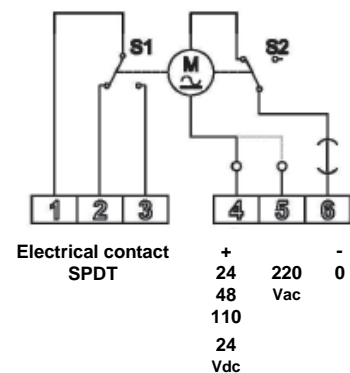 S1
S2
M
1 2 3 4 5 6
Electrical contact + -
SPDT 24 220 0
48 Vac
110
24
Vdc